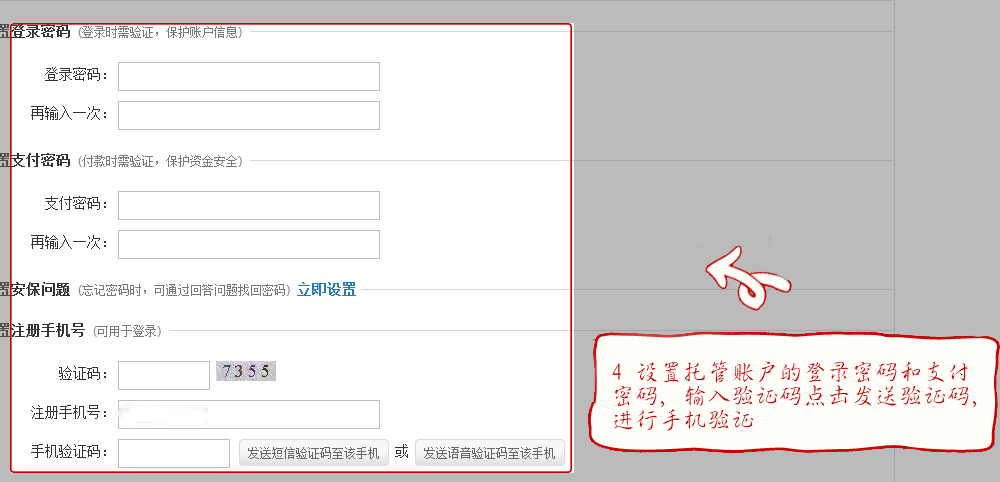 置登录密码 (登录时需验证，保护账户信息)
登录密码：
再输入一次：
置支付密码 (付款时需验证，保护资金安全)
支付密码：
再输入一次：
置安保问题 (忘记密码时，可通过回答问题找回密码) 立即设置
置注册手机号 (可用于登录)
验证码： 7355
注册手机号：
手机验证码： 发送短信验证码至该手机 或 发送语音验证码至该手机
4 设置托管账户的登录密码和支付
密码，输入验证码点击发送验证码，
进行手机验证